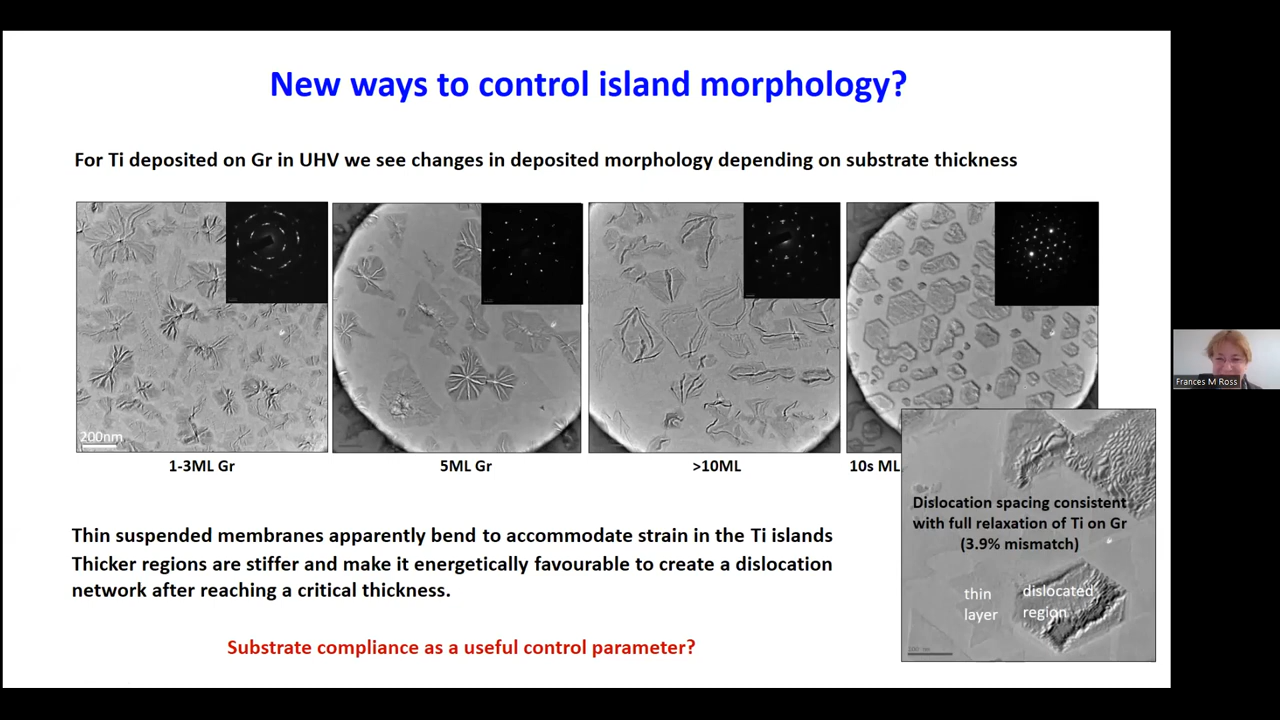 New ways to control island morphology?
For Ti deposited on Gr in UHV we see changes in deposited morphology depending on substrate thickness
200nm
1-3ML Gr
5ML Gr
>10ML
10s ML
Dislocation spacing consistent
with full relaxation of Ti on Gr
(3.9% mismatch)
thin
layer
dislocated
region
200 nm
Thin suspended membranes apparently bend to accommodate strain in the Ti islands
Thicker regions are stiffer and make it energetically favourable to create a dislocation
network after reaching a critical thickness.
Substrate compliance as a useful control parameter?
Frances M Ross